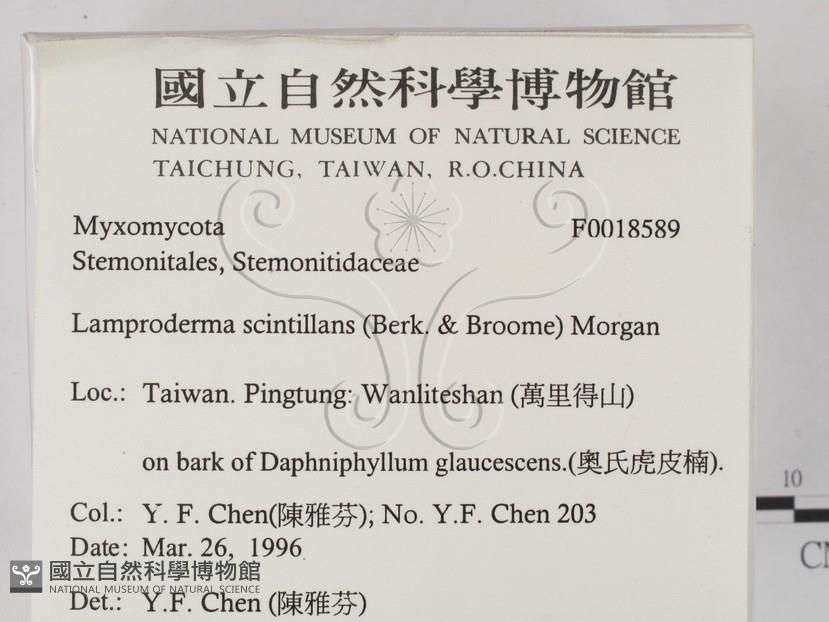 國立自然科學博物館
NATIONAL MUSEUM OF NATURAL SCIENCE
TAICHUNG, TAIWAN, R.O.CHINA
Myxomycota F0018589
Stemonitales, Stemonitidaceae
Lamproderma scintillans (Berk. & Broome) Morgan
Loc.: Taiwan. Pingtung: Wanliteshan (萬里得山)
on bark of Daphniphyllum glaucescens.(奧氏虎皮楠).
Col.: Y. F. Chen(陳雅芬); No. Y.F. Chen 203
Date: Mar. 26, 1996
國立自然科學博物館
NATIONAL MUSEUM OF NATURAL SCIENCE
Det.: Y.F. Chen (陳雅芬)
10